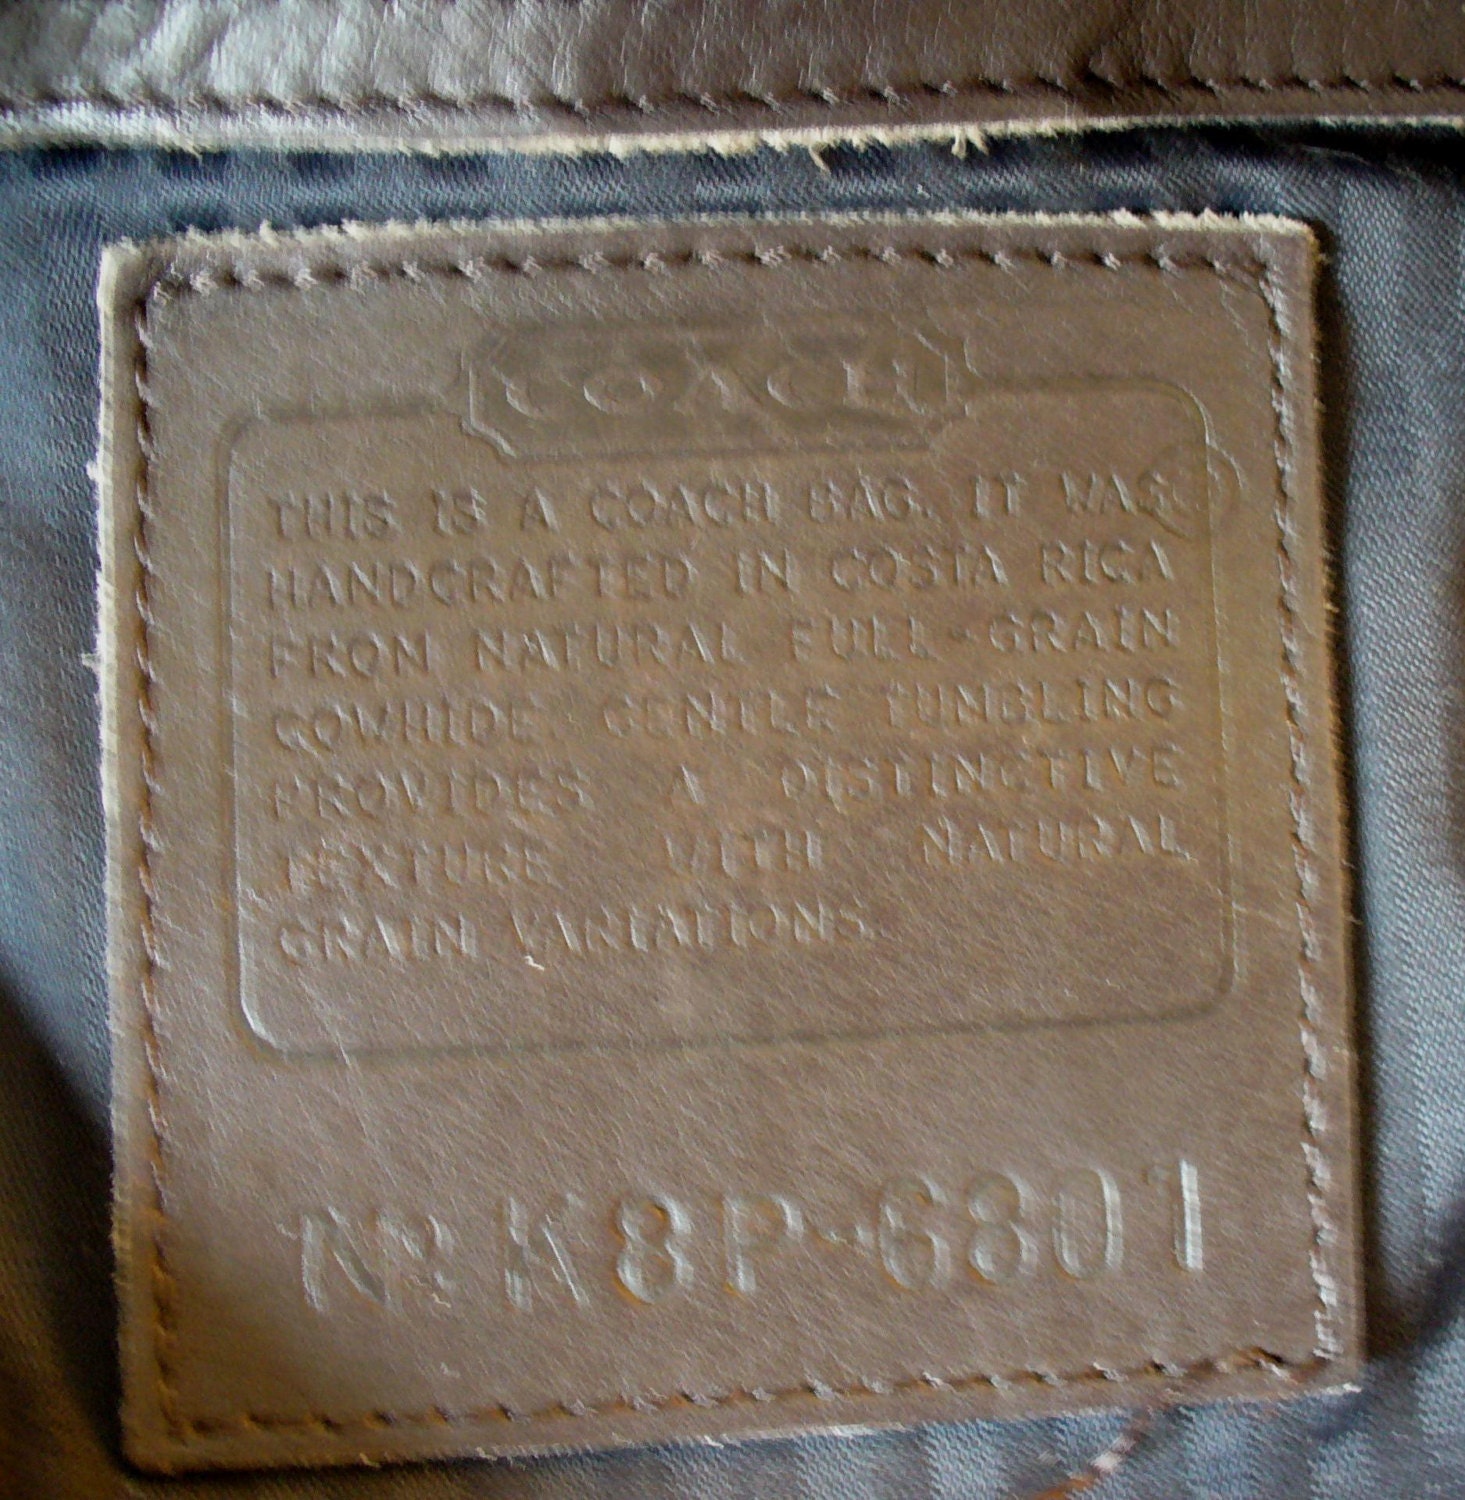 COACH
THIS IS A COACH BAG. IT WAS
HANDCRAFTED IN COSTA RICA
FROM NATURAL FULL-GRAIN
COWHIDE. GENTLE TUMBLING
PROVIDES A DISTINCTIVE
TEXTURE WITH NATURAL
GRAIN VARIATIONS.
No K8P-6801